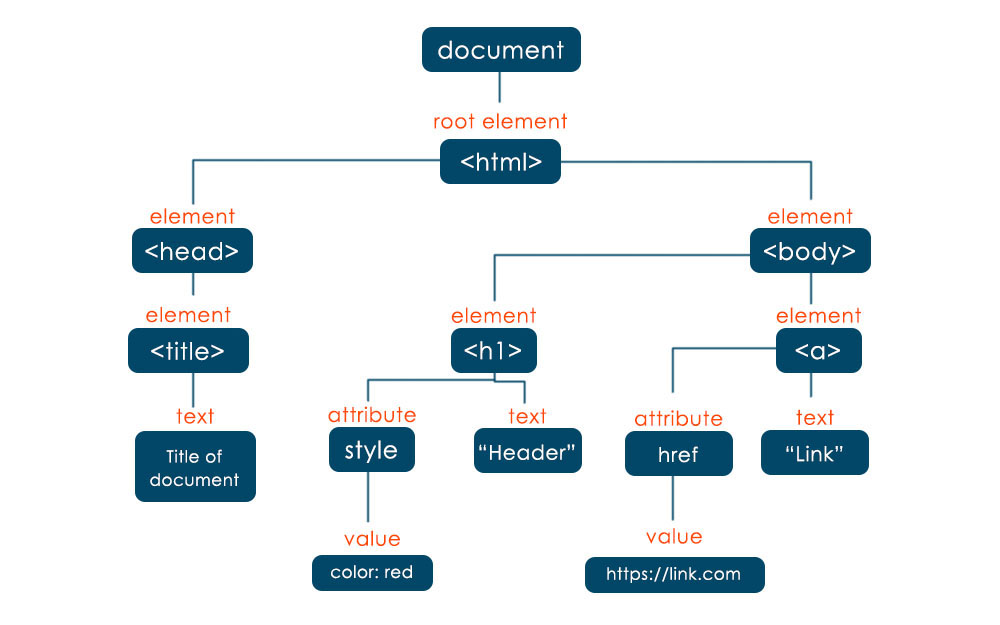 document
root element
<html>
element
element
<head>
<body>
element
element
element
<title>
<h1>
<a>
text
attribute
text
attribute
text
Title of
document
style
“Header”
href
“Link”
value
value
color: red
https://link.com